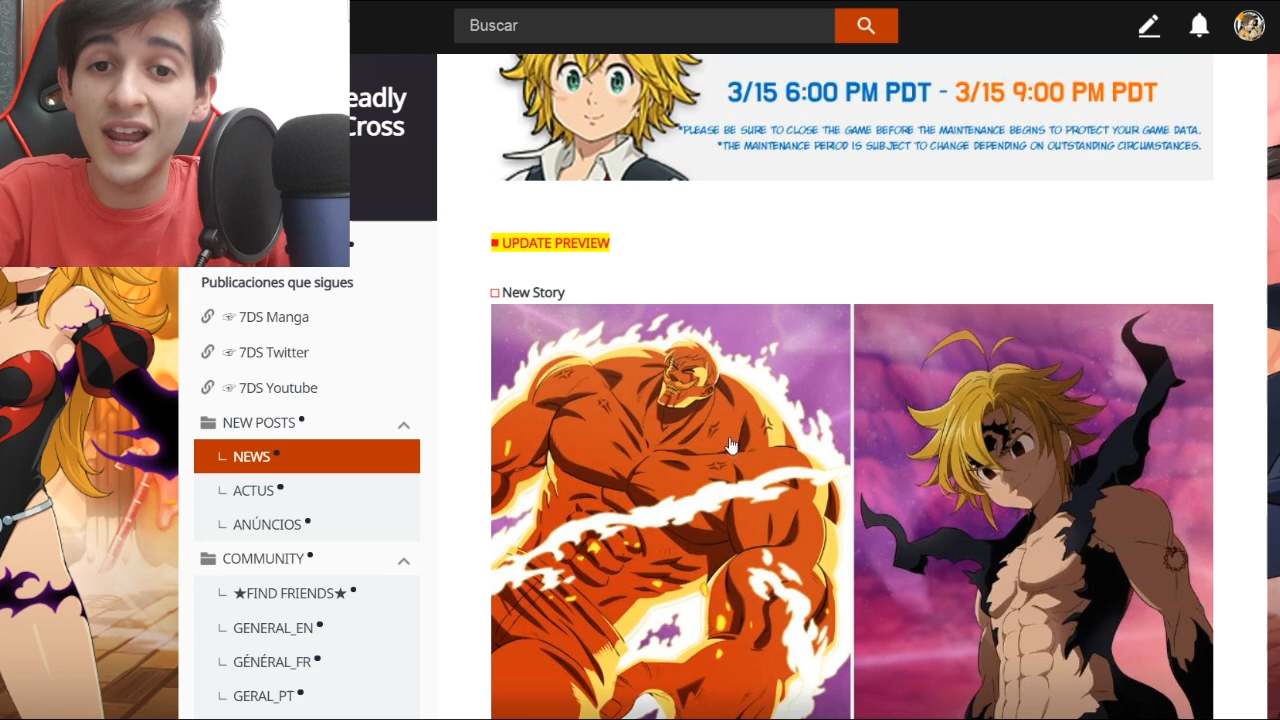 Buscar
eadly
Cross
3/15 6:00 PM PDT - 3/15 9:00 PM PDT
*PLEASE BE SURE TO CLOSE THE GAME BEFORE THE MAINTENANCE BEGINS TO PROTECT YOUR GAME DATA.
*THE MAINTENANCE PERIOD IS SUBJECT TO CHANGE DEPENDING ON OUTSTANDING CIRCUMSTANCES.
■ UPDATE PREVIEW
□ New Story
Publicaciones que sigues
☞ 7DS Manga
☞ 7DS Twitter
☞ 7DS Youtube
NEW POSTS
NEWS
ACTUS
ANÚNCIOS
COMMUNITY
★FIND FRIENDS★
GENERAL_EN
GÉNÉRAL_FR
GERAL_PT